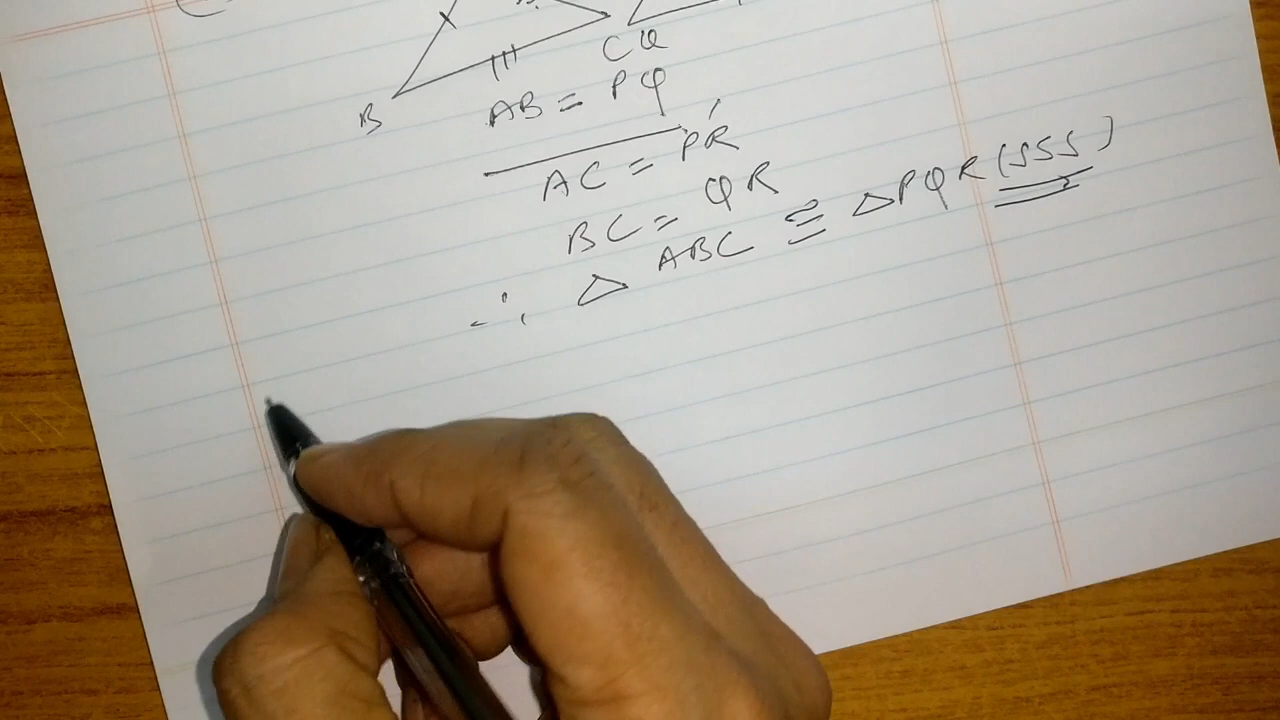 B
C Q
AB = PQ
AC = PR
BC = QR
∴ △ ABC ≅ △PQR (SSS)